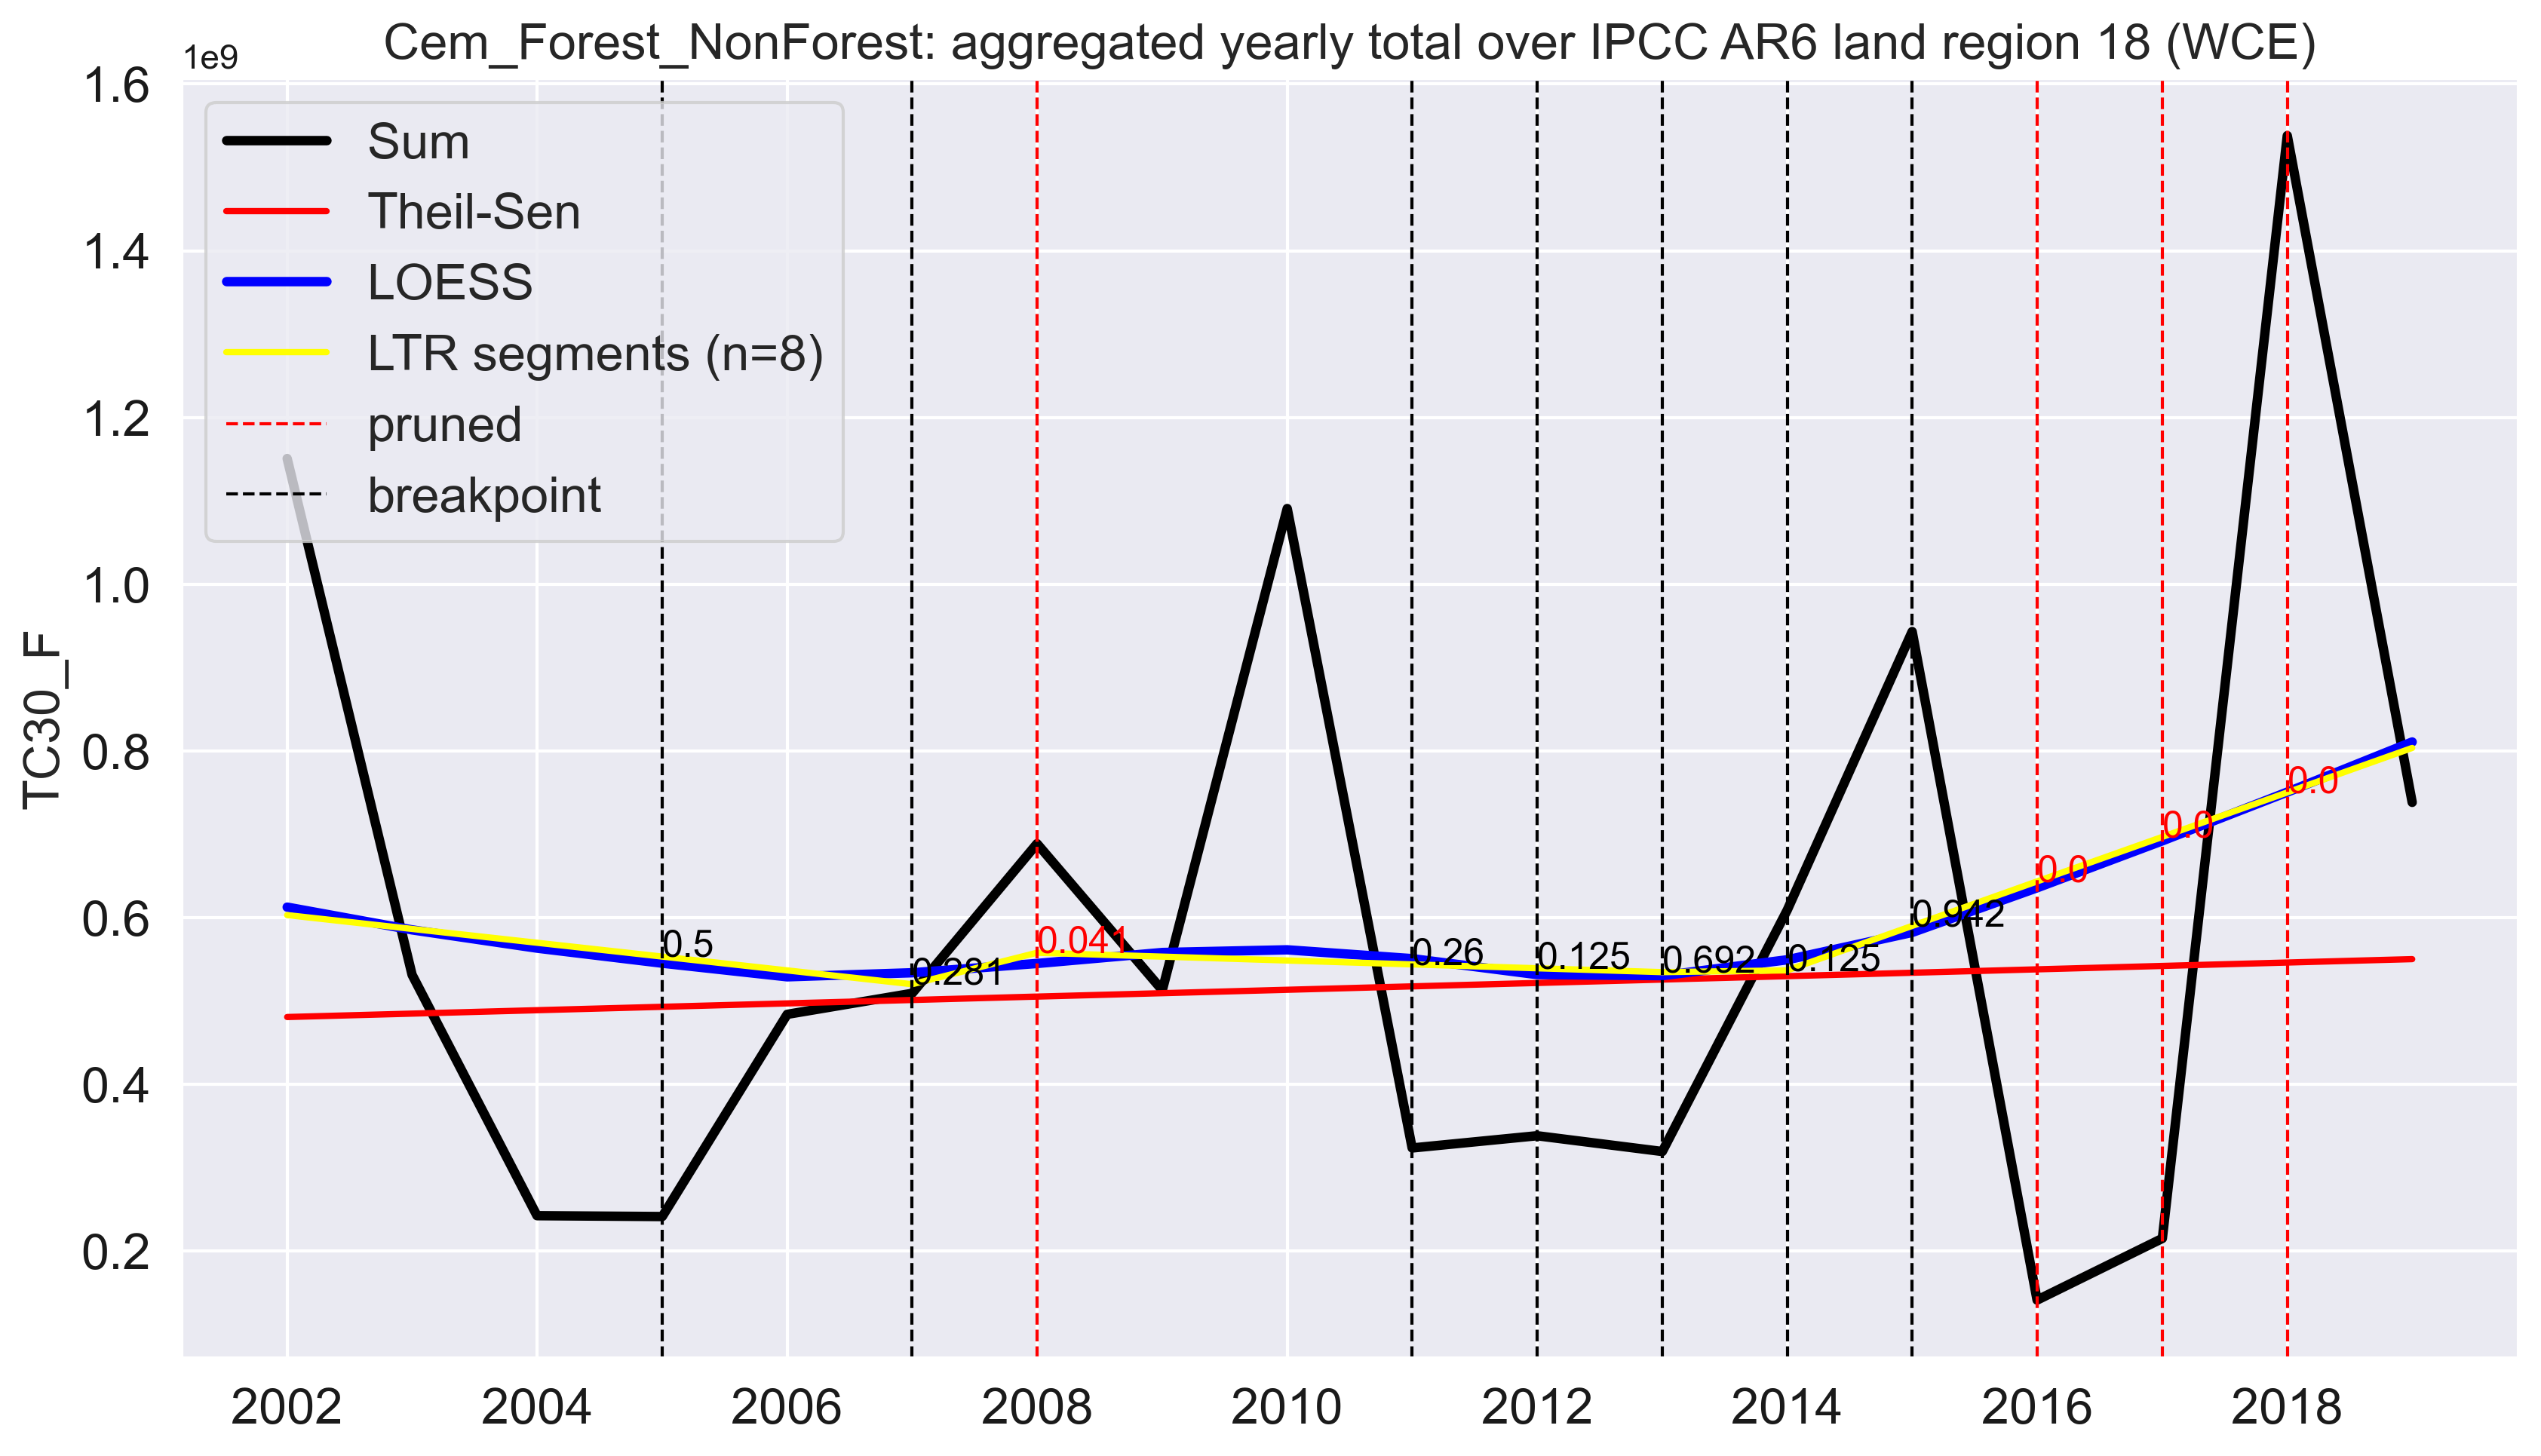 Cem_Forest_NonForest: aggregated yearly total over IPCC AR6 land region 18 (WCE)
1e9
1.6
1.4
1.2
1.0
0.8
0.6
0.4
0.2
TC30_F
Sum
Theil-Sen
LOESS
LTR segments (n=8)
pruned
breakpoint
0.5
0.281
0.041
0.26
0.125
0.692
0.125
0.942
0.0
0.0
0.0
2002 2004 2006 2008 2010 2012 2014 2016 2018